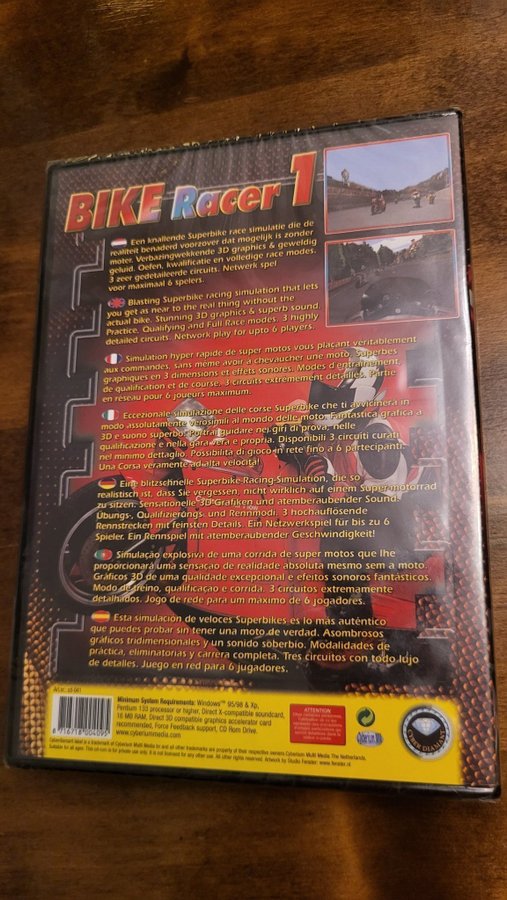 BIKE Racer 1
Een knallende Superbike race simulatie die de
realiteit benaderd voorzover dat mogelijk is zonder
moter. Verbazingwekkende 3D graphics & geweldig
geluid. Oefen, kwalificatie en volledige race modes.
3 zeer gedetaileerde circuits. Netwerk spel
voor maximaal 6 spelers.
Blasting Superbike racing simulation that lets
you get as near to the real thing without the
actual bike. Stunning 3D graphics & superb sound.
Practice, Qualifying and Full Race modes. 3 highly
detailed circuits. Network play for upto 6 players.
Simulation hyper rapide de super motos vous plaçant véritablement
aux commandes, sans même avoir a chevaucher une moto. Superbes
graphiques en 3 dimensions et effets sonores. Modes d'entraînement,
de qualification et de course. 3 circuits extremement détaillés. Partie
en réseau pour 6 joueurs maximum.
Eccezionale simulazione delle corse Superbike che ti avvicinera in
modo assolutamente verosimili al mondo delle moto. Fantastica grafica a
3D e suono superbo. Potrai guidare nei giri di prova, nelle
qualificazione e nella gara vera e propria. Disponibili 3 circuiti curati
nel minimo dettaglio. Possibilita di gioco in rete fino a 6 partecipanti.
Una Corsa veramente ad alta velocità!
Eine blitzschnelle Superbike Racing-Simulation, die so
realistisch ist, dass Sie vergessen, nicht wirklich auf einem Supermotorrad
zu sitzen. Sensationelle 3D-Grafiken und atemberaubender Sound.
Übungs-, Qualifizierungs- und Rennmodi. 3 hochauflösende
Rennstrecken mit feinsten Details. Ein Netzwerkspiel für bis zu 6
Spieler. Ein Rennspiel mit atemberaubender Geschwindigkeit!
Simulação explosiva de uma corrida de super motos que lhe
proporcionará uma sensação de realidade absoluta mesmo sem a moto.
Gráficos 3D de uma qualidade excepcional e efeitos sonoros fantásticos.
Modo de treino, qualificaçao e corrida. 3 circuitos extremamente
detalhados. Jogo de rede para um máximo de 6 jogadores.
Esta simulación de veloces Superbikes es lo más auténtico
que puedes probar sin tener una moto de verdad. Asombrosos
gráficos tridimensionales y un sonido soberbio. Modalidades de
práctica, eliminatorias y carrera completa. Tres circuitos con todo lujo
de detalles. Juego en red para 6 jugadores.
8 716718 004095
Minimum System Requirements: Windows™ 95/98 & Xp,
Pentium 133 processor or higher, Direct X-compatible soundcard,
16 MB RAM, Direct 3D compatible graphics accelerator card
recommended, Force Feedback support, CD Rom Drive.
www.cyberiummedia.com
ATTENTION
Cyberium MM
CYBER DIAMENT